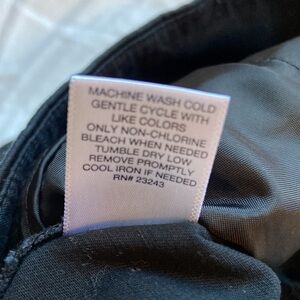 MACHINE WASH COLD
GENTLE CYCLE WITH
LIKE COLORS
ONLY NON-CHLORINE
BLEACH WHEN NEEDED
TUMBLE DRY LOW
REMOVE PROMPTLY
COOL IRON IF NEEDED
RN# 23243